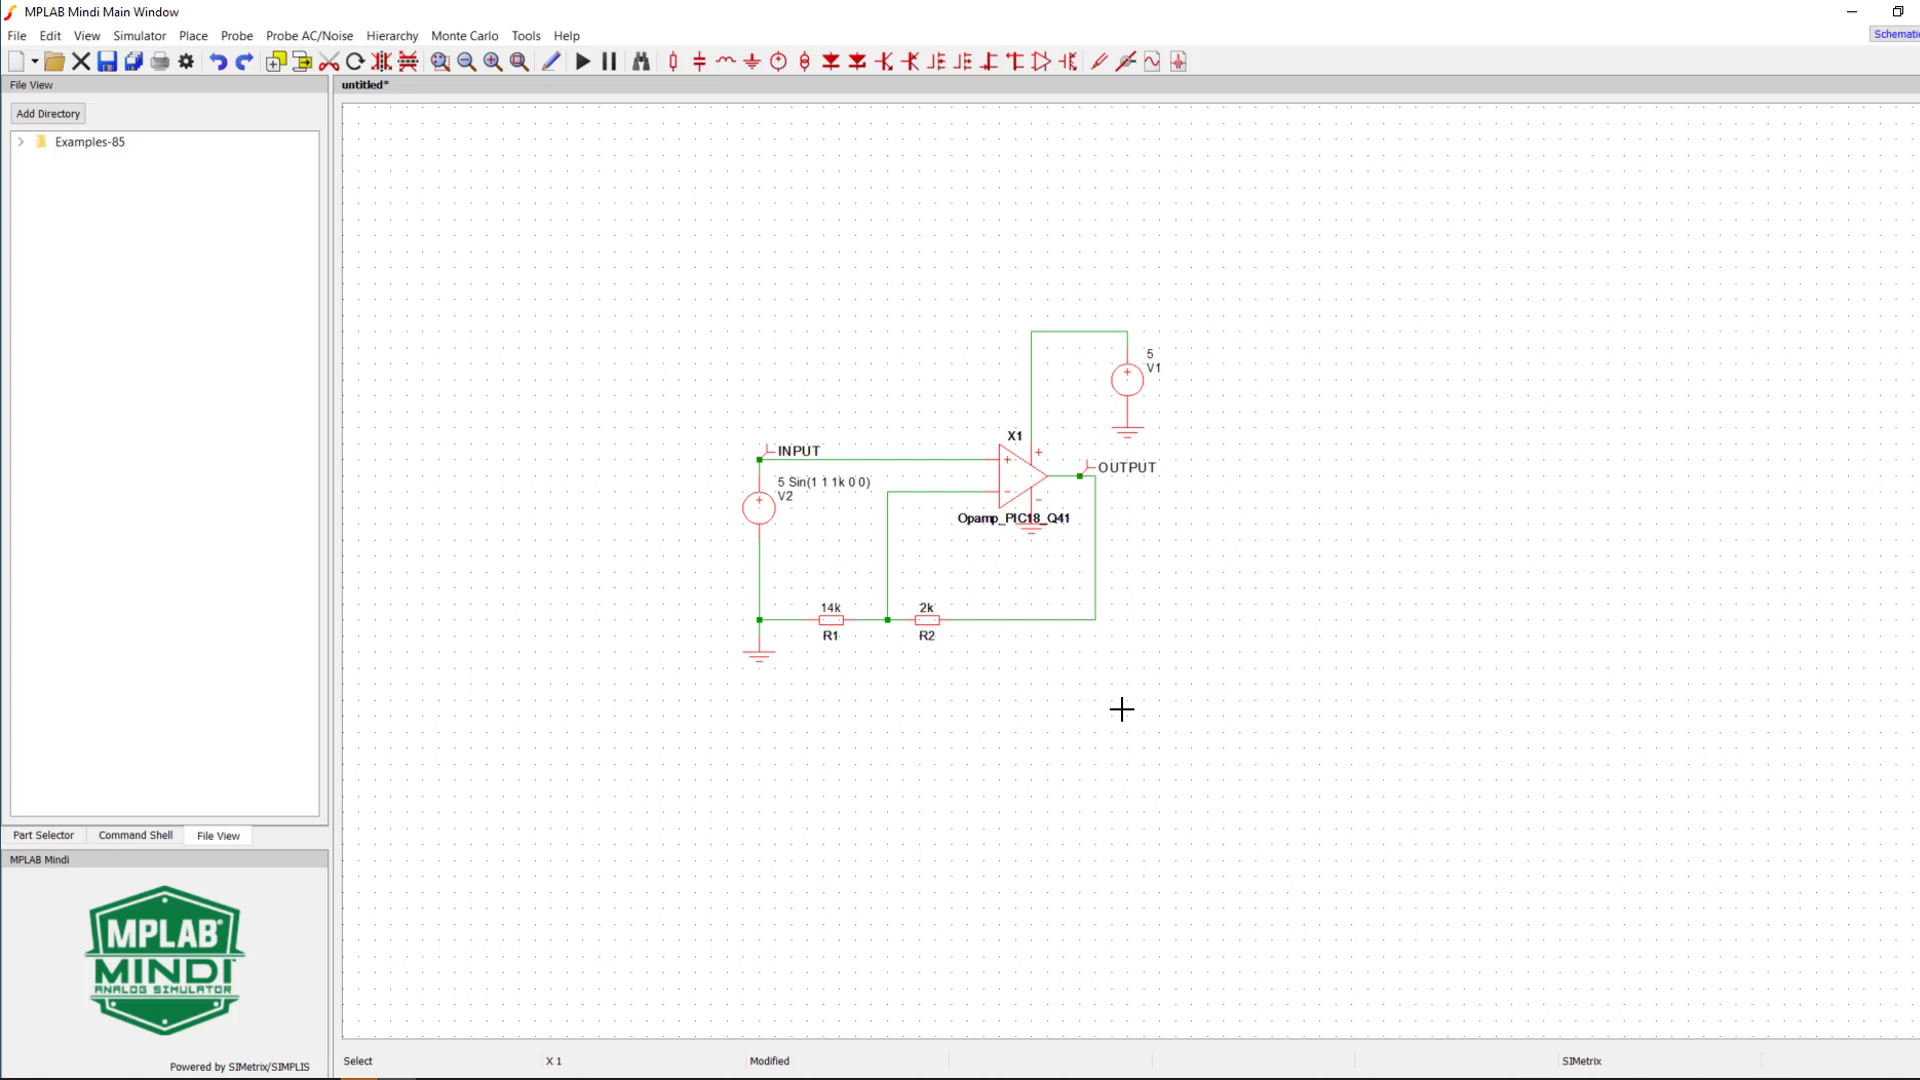 MPLAB Mindi Main Window
File Edit View Simulator Place Probe Probe AC/Noise Hierarchy Monte Carlo Tools Help
Schematic
File View
untitled*
Add Directory
Examples-85
5
V1
X1
INPUT
+
+
OUTPUT
5 Sin(1 1 1k 0 0)
V2
+
-
-
Opamp_PIC18_Q41
14k
2k
R1
R2
Part Selector Command Shell File View
MPLAB Mindi
MPLAB®
MINDI™
ANALOG SIMULATOR
Powered by SIMetrix/SIMPLIS
Select X 1 Modified SIMetrix